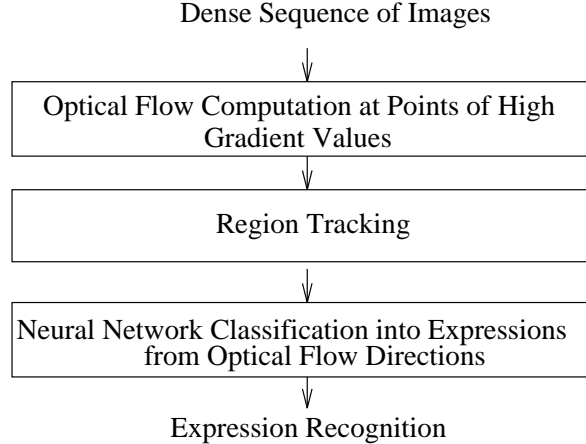 Dense Sequence of Images
Optical Flow Computation at Points of High
Gradient Values
Region Tracking
Neural Network Classification into Expressions
from Optical Flow Directions
Expression Recognition